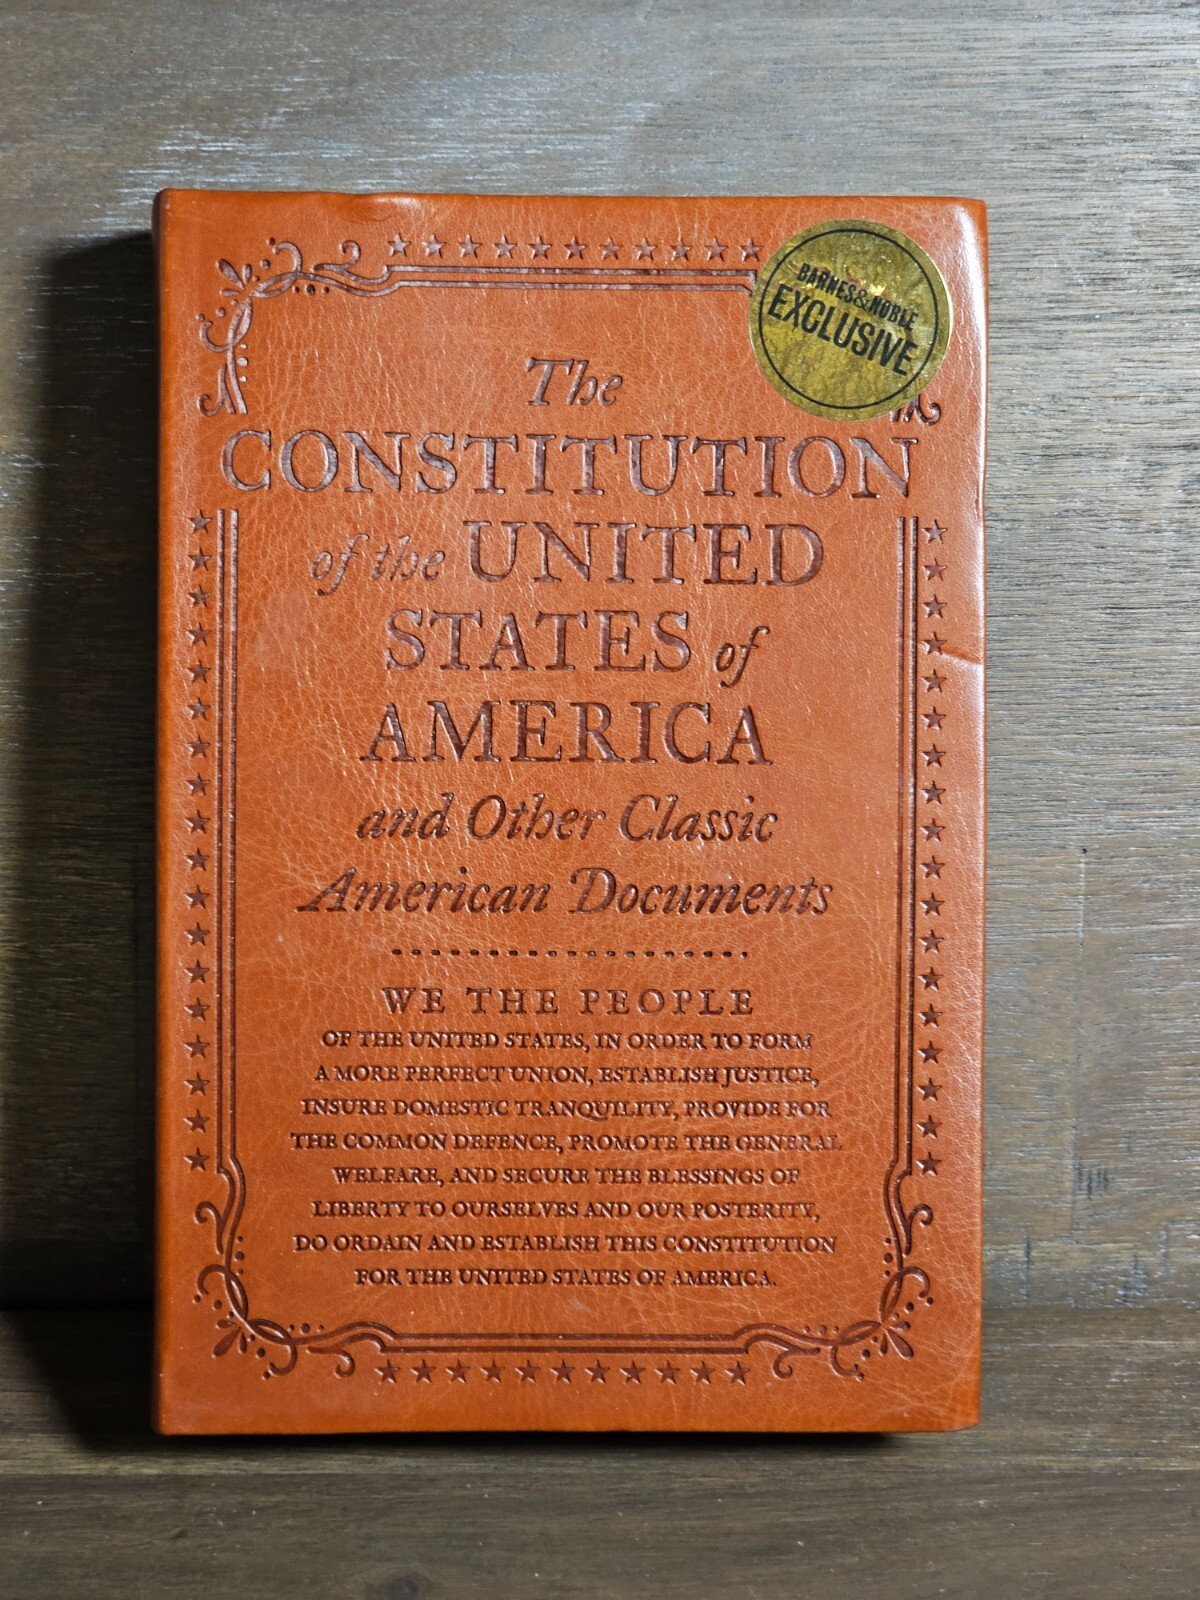 BARNES&NOBLE
EXCLUSIVE
The
CONSTITUTION
of the UNITED
STATES of
AMERICA
and Other Classic
American Documents
WE THE PEOPLE
OF THE UNITED STATES, IN ORDER TO FORM
A MORE PERFECT UNION, ESTABLISH JUSTICE,
INSURE DOMESTIC TRANQUILITY, PROVIDE FOR
THE COMMON DEFENCE, PROMOTE THE GENERAL
WELFARE, AND SECURE THE BLESSINGS OF
LIBERTY TO OURSELVES AND OUR POSTERITY,
DO ORDAIN AND ESTABLISH THIS CONSTITUTION
FOR THE UNITED STATES OF AMERICA.